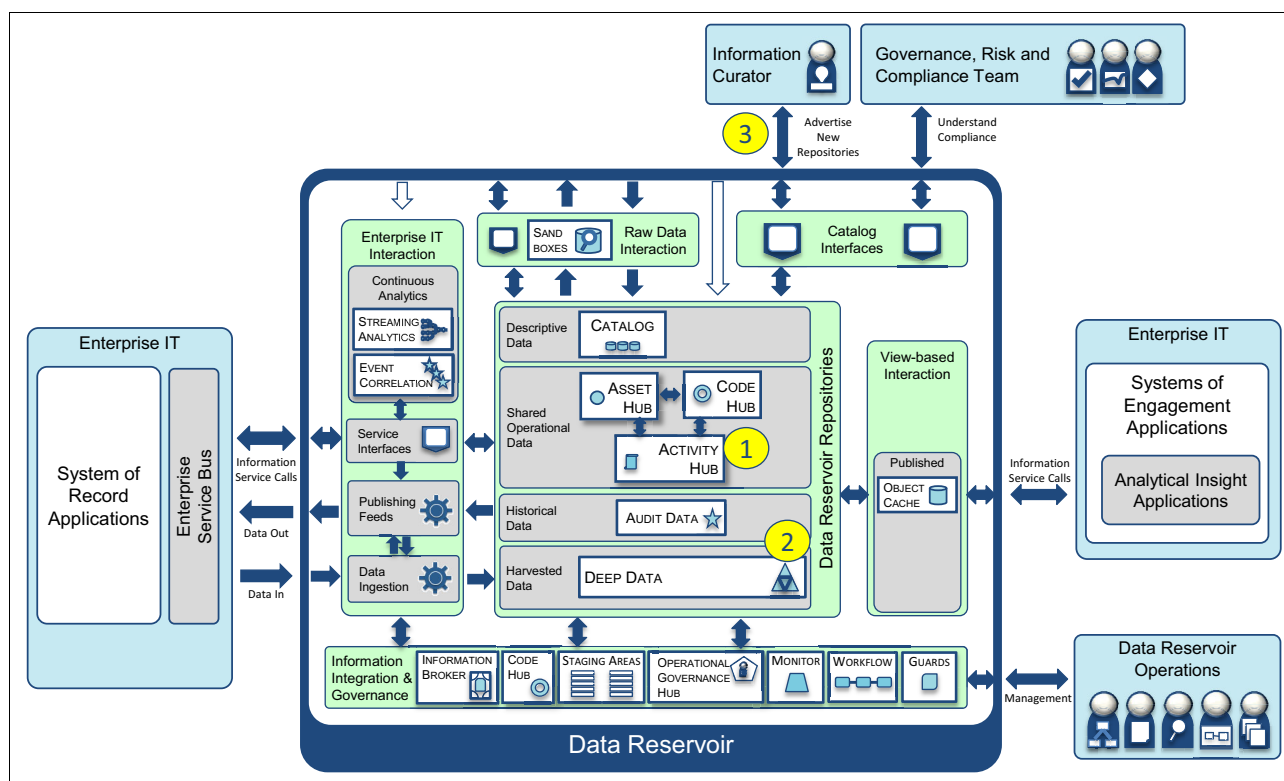 Information
Curator
Governance, Risk and
Compliance Team
3
Advertise
New
Repositories
Understand
Compliance
Enterprise IT
Interaction
Continuous
Analytics
STREAMING
ANALYTICS
EVENT
CORRELATION
Service
Interfaces
Publishing
Feeds
Data
Ingestion
SAND
BOXES
Raw Data
Interaction
Catalog
Interfaces
Descriptive
Data
CATALOG
Shared
Operational
Data
ASSET
HUB
CODE
HUB
ACTIVITY
HUB
1
Historical
Data
AUDIT DATA
2
Harvested
Data
DEEP DATA
Data Reservoir Repositories
View-based
Interaction
Published
OBJECT
CACHE
Enterprise IT
System of
Record
Applications
Enterprise
Service Bus
Information
Service Calls
Data Out
Data In
Information
Service Calls
Enterprise IT
Systems of
Engagement
Applications
Analytical Insight
Applications
Information
Integration &
Governance
INFORMATION
BROKER
CODE
HUB
STAGING AREAS
OPERATIONAL
GOVERNANCE
HUB
MONITOR
WORKFLOW
GUARDS
Management
Data Reservoir
Operations
Data Reservoir